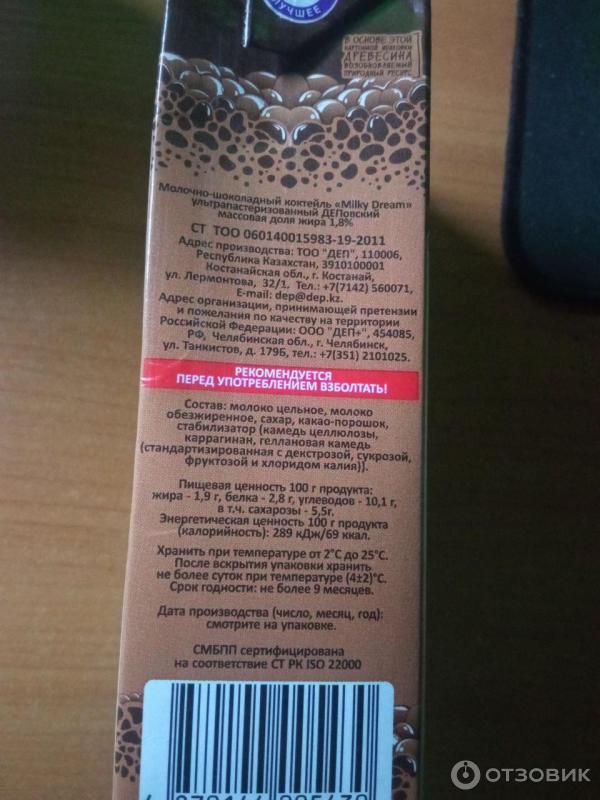 ЛУЧШЕЕ
В ОСНОВЕ ЭТОЙ
КАРТОННОЙ УПАКОВКИ
ДРЕВЕСИНА
ВОЗОБНОВЛЯЕМЫЙ
ПРИРОДНЫЙ РЕСУРС
Молочно-шоколадный коктейль «Milky Dream»
ультрапастеризованный ДЕПовский
массовая доля жира 1,8%
СТ ТОО 060140015983-19-2011
Адрес производства: ТОО "ДЕП", 110006,
Республика Казахстан, 3910100001
Костанайская обл., г. Костанай,
ул. Лермонтова, 32/1. Тел.: +7(7142) 560071,
E-mail: dep@dep.kz.
Адрес организации, принимающей претензии
и пожелания по качеству на территории
Российской Федерации: ООО "ДЕП+", 454085,
РФ, Челябинская обл., г. Челябинск,
ул. Танкистов, д. 179Б, тел.: +7(351) 2101025.
РЕКОМЕНДУЕТСЯ
ПЕРЕД УПОТРЕБЛЕНИЕМ ВЗБОЛТАТЬ!
Состав: молоко цельное, молоко
обезжиренное, сахар, какао-порошок,
стабилизатор (камедь целлюлозы,
каррагинан, геллановая камедь
(стандартизированная с декстрозой, сукрозой,
фруктозой и хлоридом калия)).
Пищевая ценность 100 г продукта:
жира - 1,9 г, белка - 2,8 г, углеводов - 10,1 г,
в т.ч. сахарозы - 5,5г.
Энергетическая ценность 100 г продукта
(калорийность): 289 кДж/69 ккал.
Хранить при температуре от 2°С до 25°С.
После вскрытия упаковки хранить
не более суток при температуре (4±2)°С.
Срок годности: не более 9 месяцев.
Дата производства (число, месяц, год):
смотрите на упаковке.
СМБПП сертифицирована
на соответствие СТ РК ISO 22000
ОТЗОВИК